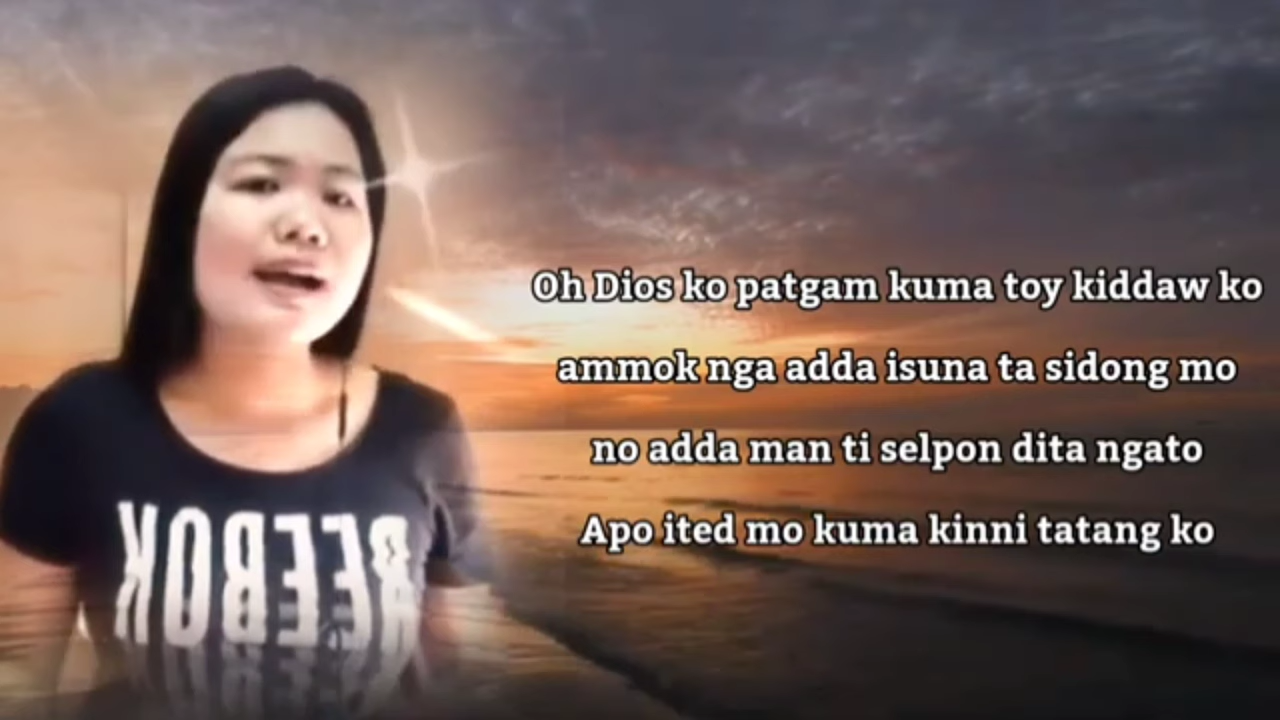 Oh Dios ko patgam kuma toy kiddaw ko
ammok nga adda isuna ta sidong mo
no adda man ti selpon dita ngato
Apo ited mo kuma kinni tatang ko
REEBOK